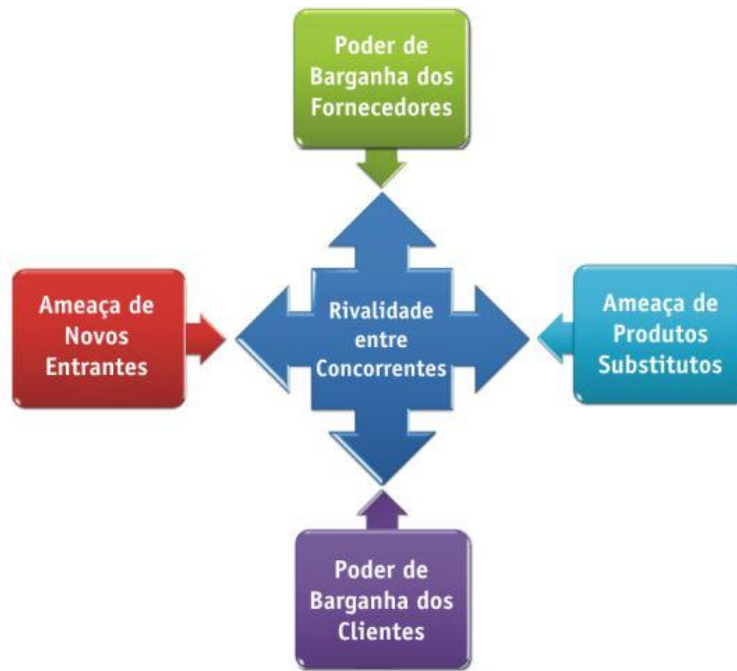 Poder de
Barganha dos
Fornecedores
Ameaça de
Novos
Entrantes
Rivalidade
entre
Concorrentes
Ameaça de
Produtos
Substitutos
Poder de
Barganha dos
Clientes